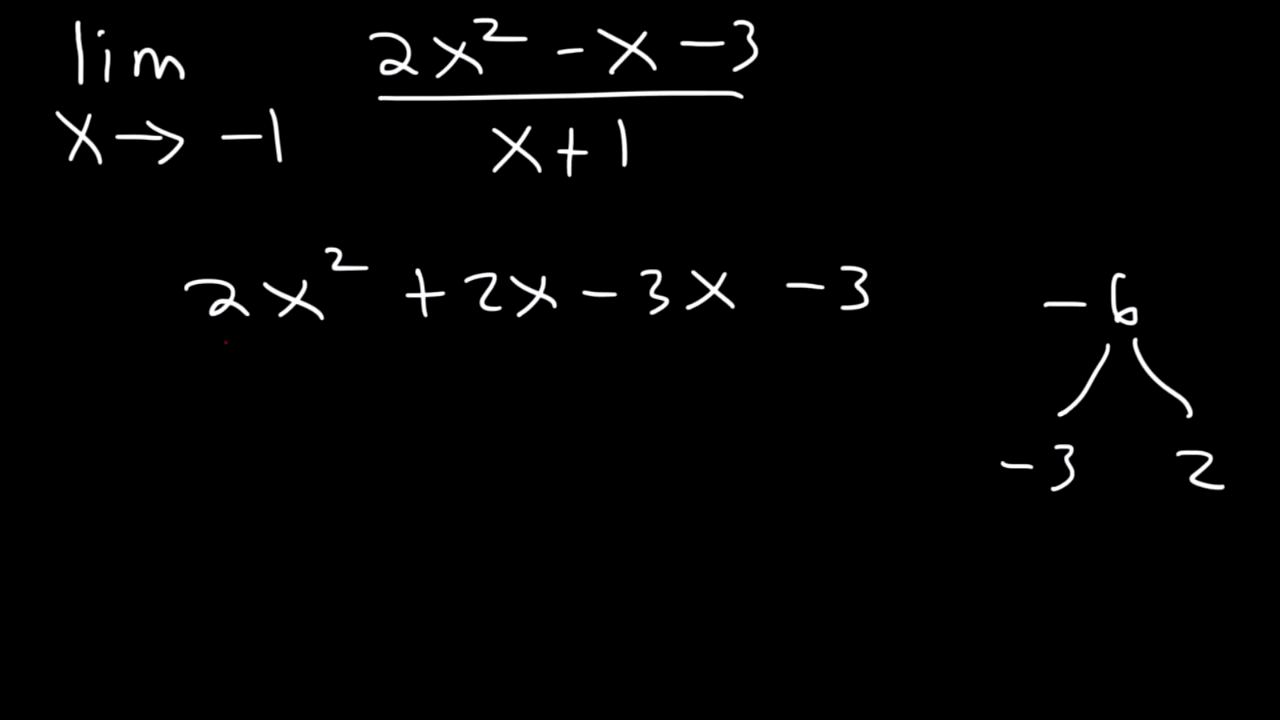 lim 2x² - x - 3
x → -1 x + 1
2x² + 2x - 3x - 3
-6
-3 2